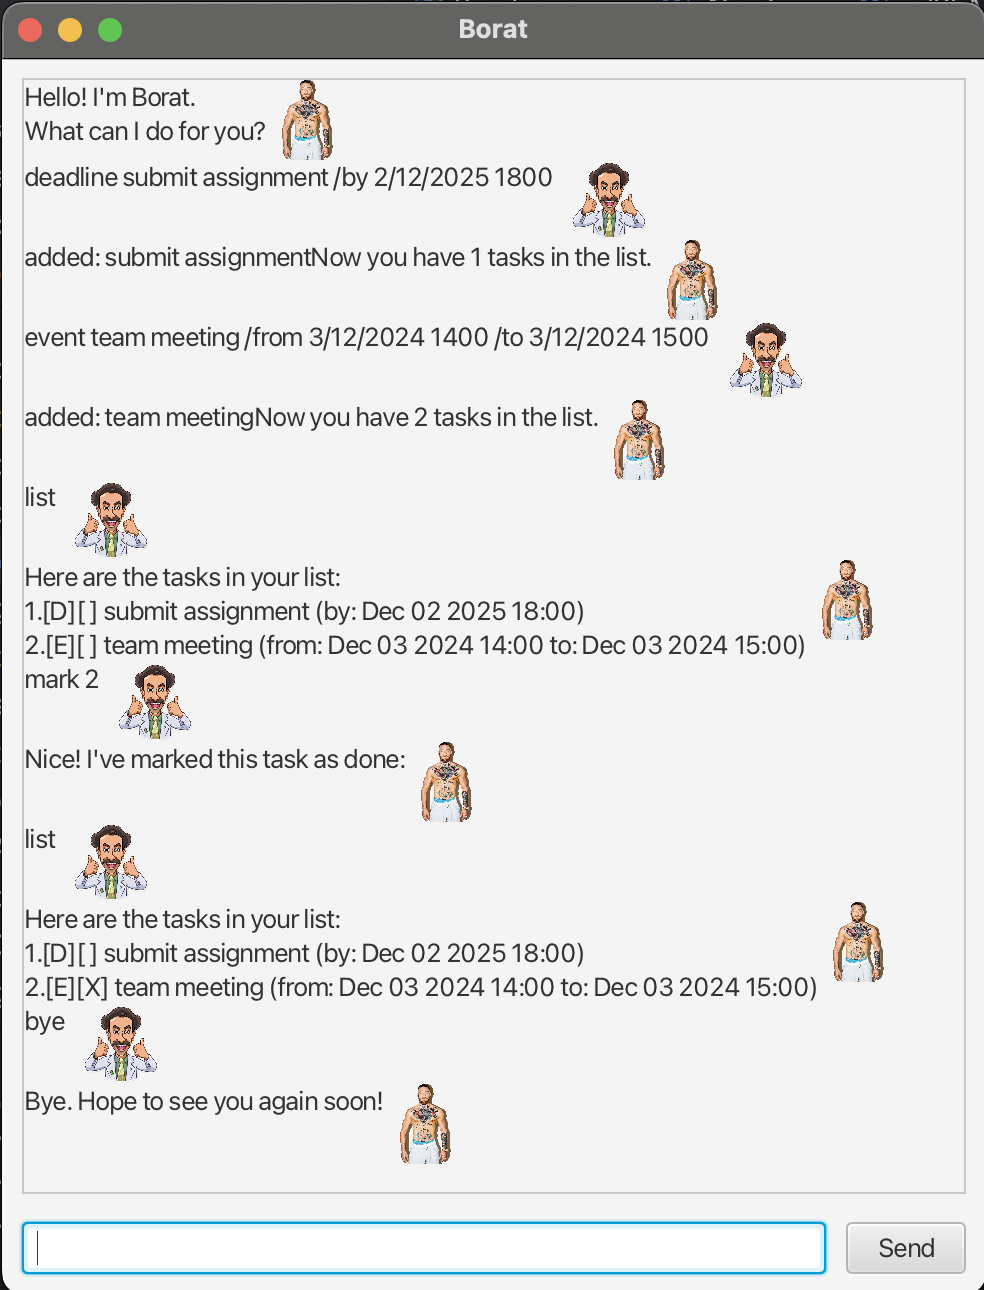 Borat
Hello! I'm Borat.
What can I do for you?
deadline submit assignment /by 2/12/2025 1800
added: submit assignmentNow you have 1 tasks in the list.
event team meeting /from 3/12/2024 1400 /to 3/12/2024 1500
added: team meetingNow you have 2 tasks in the list.
list
Here are the tasks in your list:
1.[D][ ] submit assignment (by: Dec 02 2025 18:00)
2.[E][ ] team meeting (from: Dec 03 2024 14:00 to: Dec 03 2024 15:00)
mark 2
Nice! I've marked this task as done:
list
Here are the tasks in your list:
1.[D][ ] submit assignment (by: Dec 02 2025 18:00)
2.[E][X] team meeting (from: Dec 03 2024 14:00 to: Dec 03 2024 15:00)
bye
Bye. Hope to see you again soon!
Send